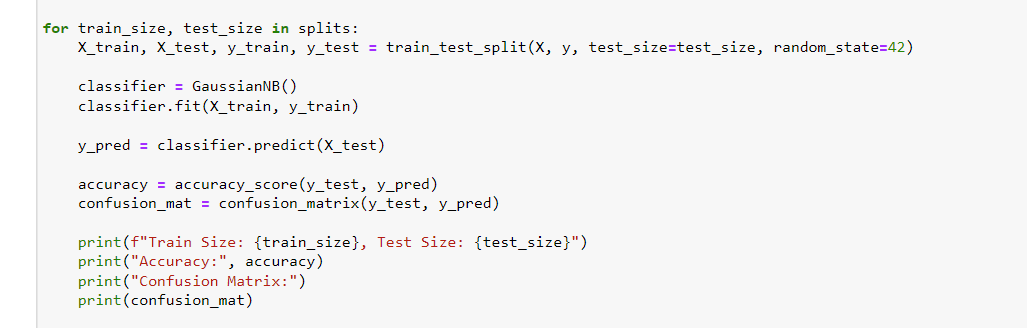 for train_size, test_size in splits:
    X_train, X_test, y_train, y_test = train_test_split(X, y, test_size=test_size, random_state=42)
    classifier = GaussianNB()
    classifier.fit(X_train, y_train)
    y_pred = classifier.predict(X_test)
    accuracy = accuracy_score(y_test, y_pred)
    confusion_mat = confusion_matrix(y_test, y_pred)
    print(f"Train Size: {train_size}, Test Size: {test_size}")
    print("Accuracy:", accuracy)
    print("Confusion Matrix:")
    print(confusion_mat)